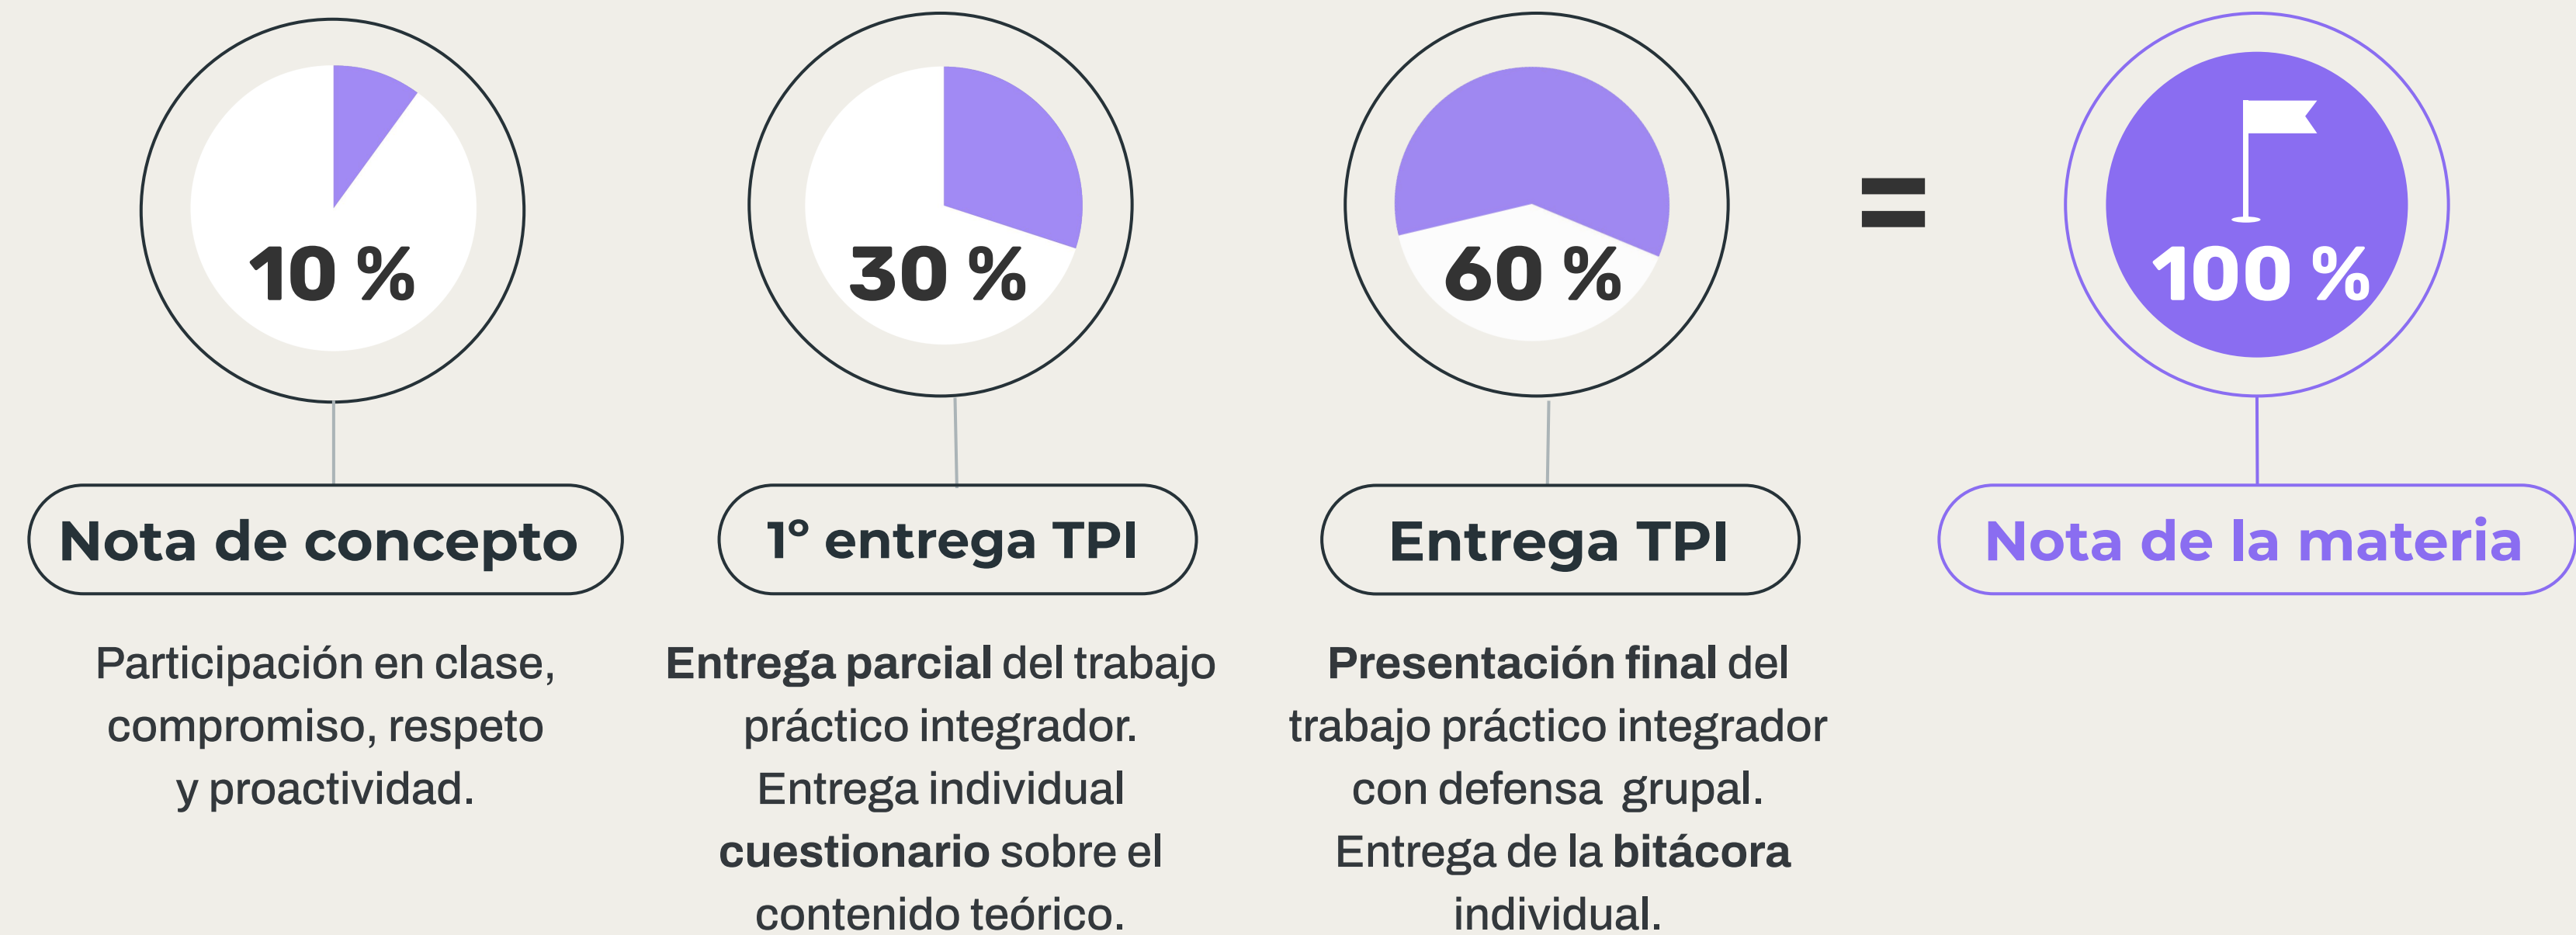 10 %
30 %
60 %
=
100 %
Nota de concepto
1º entrega TPI
Entrega TPI
Nota de la materia
Participación en clase,
compromiso, respeto
y proactividad.
Entrega parcial del trabajo
práctico integrador.
Entrega individual
cuestionario sobre el
contenido teórico.
Presentación final del
trabajo práctico integrador
con defensa  grupal.
Entrega de la bitácora
individual.